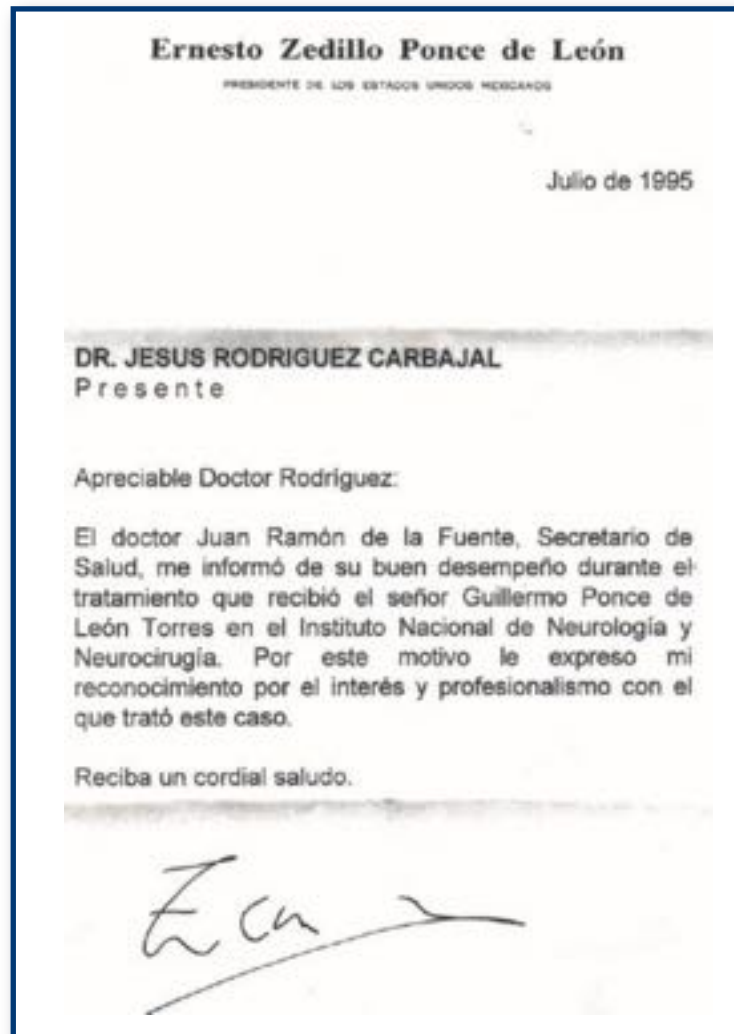 Ernesto Zedillo Ponce de León
PRESIDENTE DE LOS ESTADOS UNIDOS MEXICANOS
Julio de 1995
DR. JESUS RODRIGUEZ CARBAJAL
Presente
Apreciable Doctor Rodríguez:
El doctor Juan Ramón de la Fuente, Secretario de
Salud, me informó de su buen desempeño durante el
tratamiento que recibió el señor Guillermo Ponce de
León Torres en el Instituto Nacional de Neurología y
Neurocirugía. Por este motivo le expreso mi
reconocimiento por el interés y profesionalismo con el
que trató este caso.
Reciba un cordial saludo.